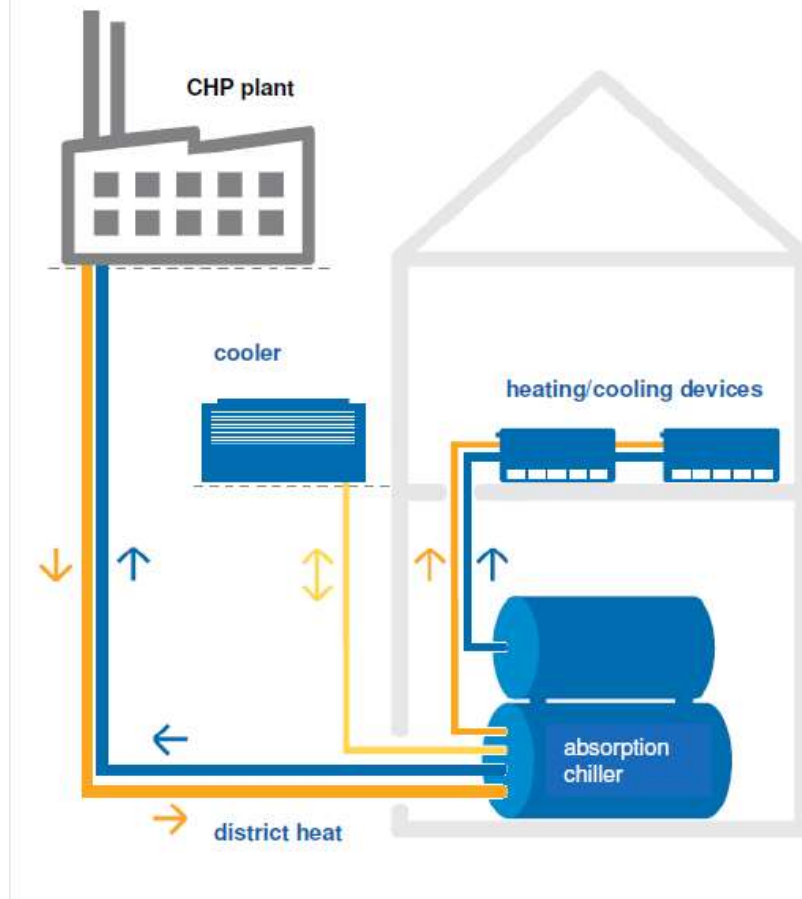 CHP plant
cooler
heating/cooling devices
absorption
chiller
district heat